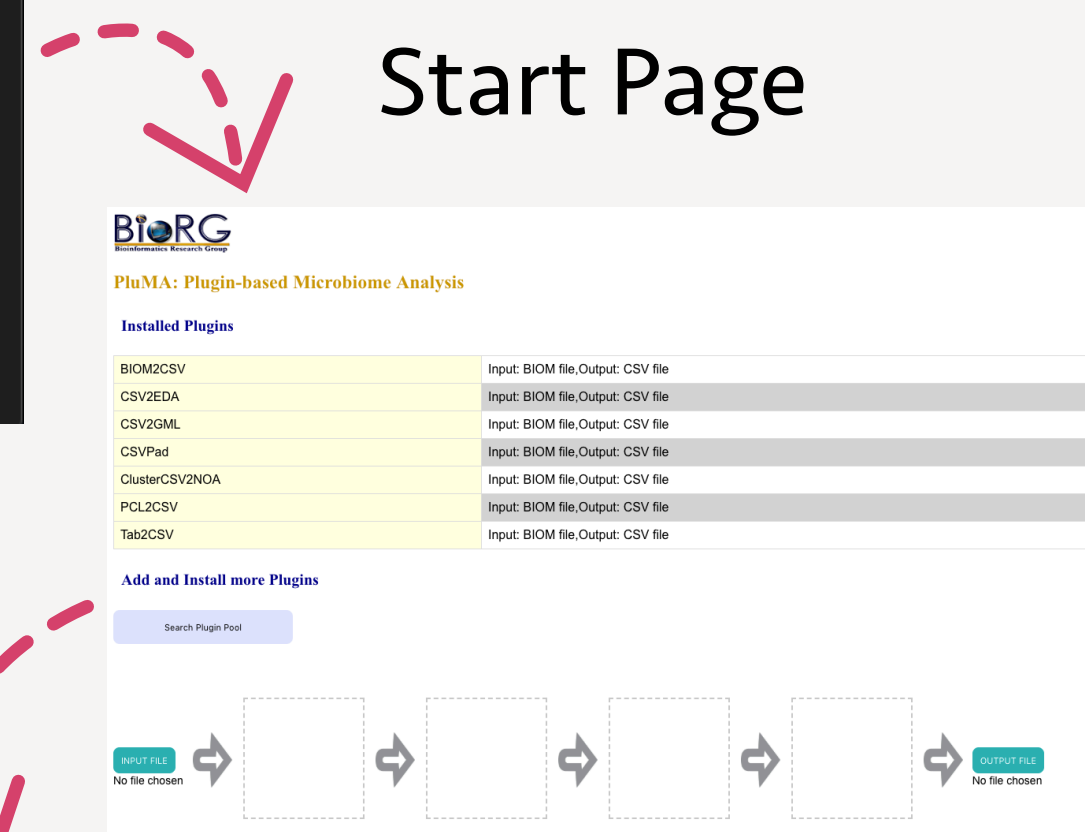 Start Page
BioRG
Bioinformatics Research Group
PluMA: Plugin-based Microbiome Analysis
Installed Plugins
BIOM2CSV Input: BIOM file,Output: CSV file
CSV2EDA Input: BIOM file,Output: CSV file
CSV2GML Input: BIOM file,Output: CSV file
CSVPad Input: BIOM file,Output: CSV file
ClusterCSV2NOA Input: BIOM file,Output: CSV file
PCL2CSV Input: BIOM file,Output: CSV file
Tab2CSV Input: BIOM file,Output: CSV file
Add and Install more Plugins
Search Plugin Pool
INPUT FILE OUTPUT FILE
No file chosen No file chosen